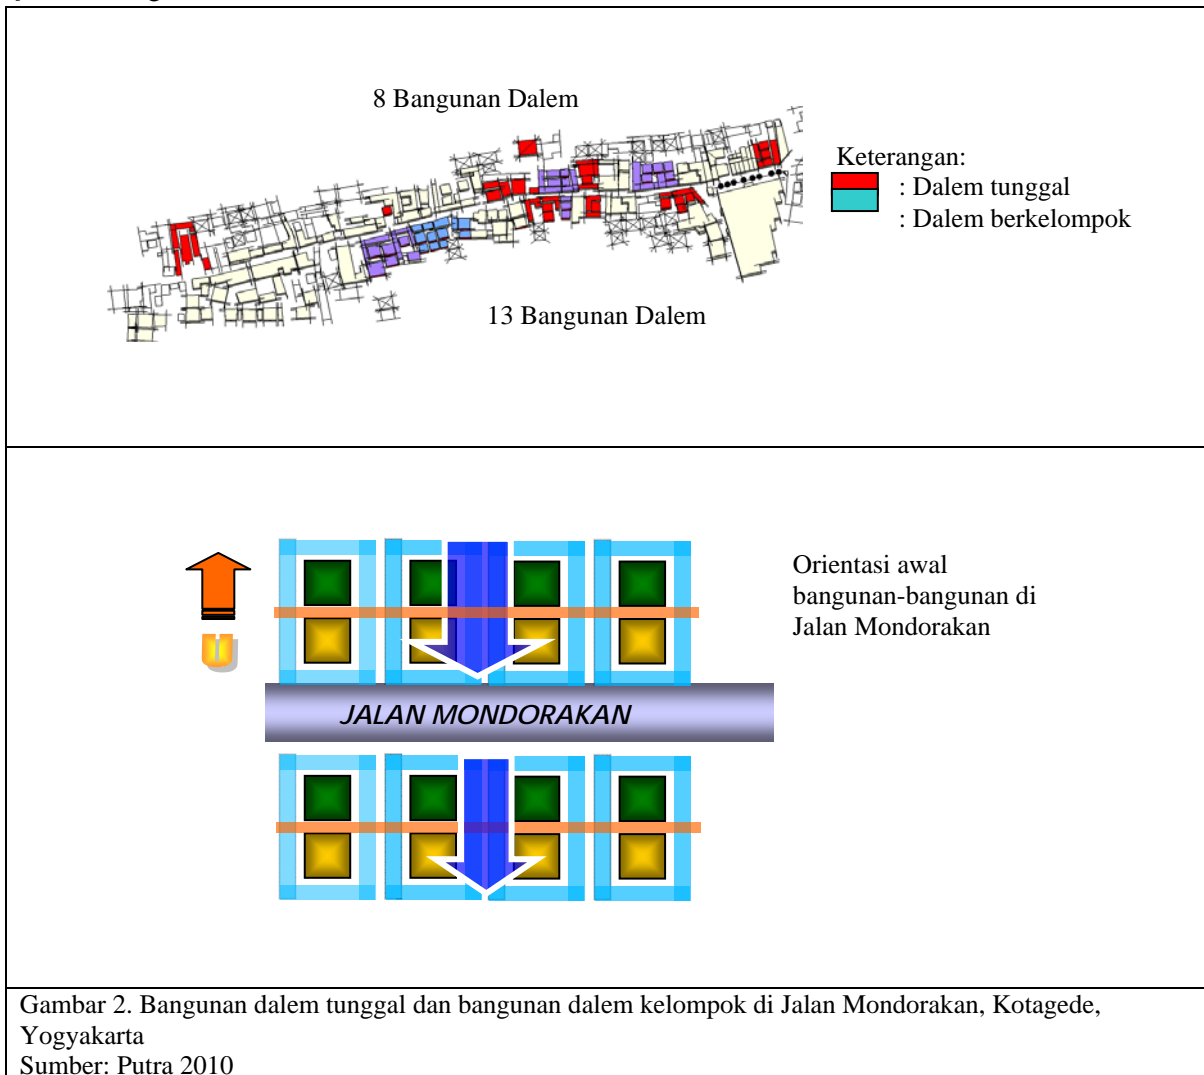 8 Bangunan Dalem
Keterangan:
: Dalem tunggal
: Dalem berkelompok
13 Bangunan Dalem
U
Orientasi awal
bangunan-bangunan di
Jalan Mondorakan
JALAN MONDORAKAN
Gambar 2. Bangunan dalem tunggal dan bangunan dalem kelompok di Jalan Mondorakan, Kotagede,
Yogyakarta
Sumber: Putra 2010